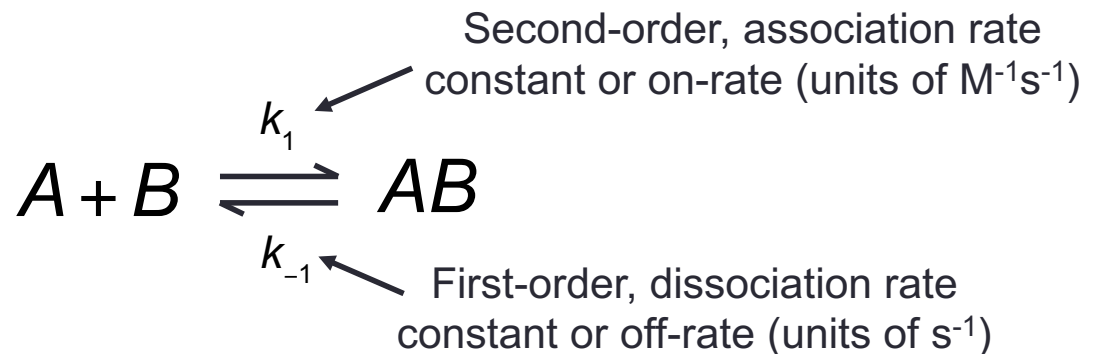 Second-order, association rate
constant or on-rate (units of M⁻¹s⁻¹)
k₁
A + B ⇌ AB
k₋₁
First-order, dissociation rate
constant or off-rate (units of s⁻¹)